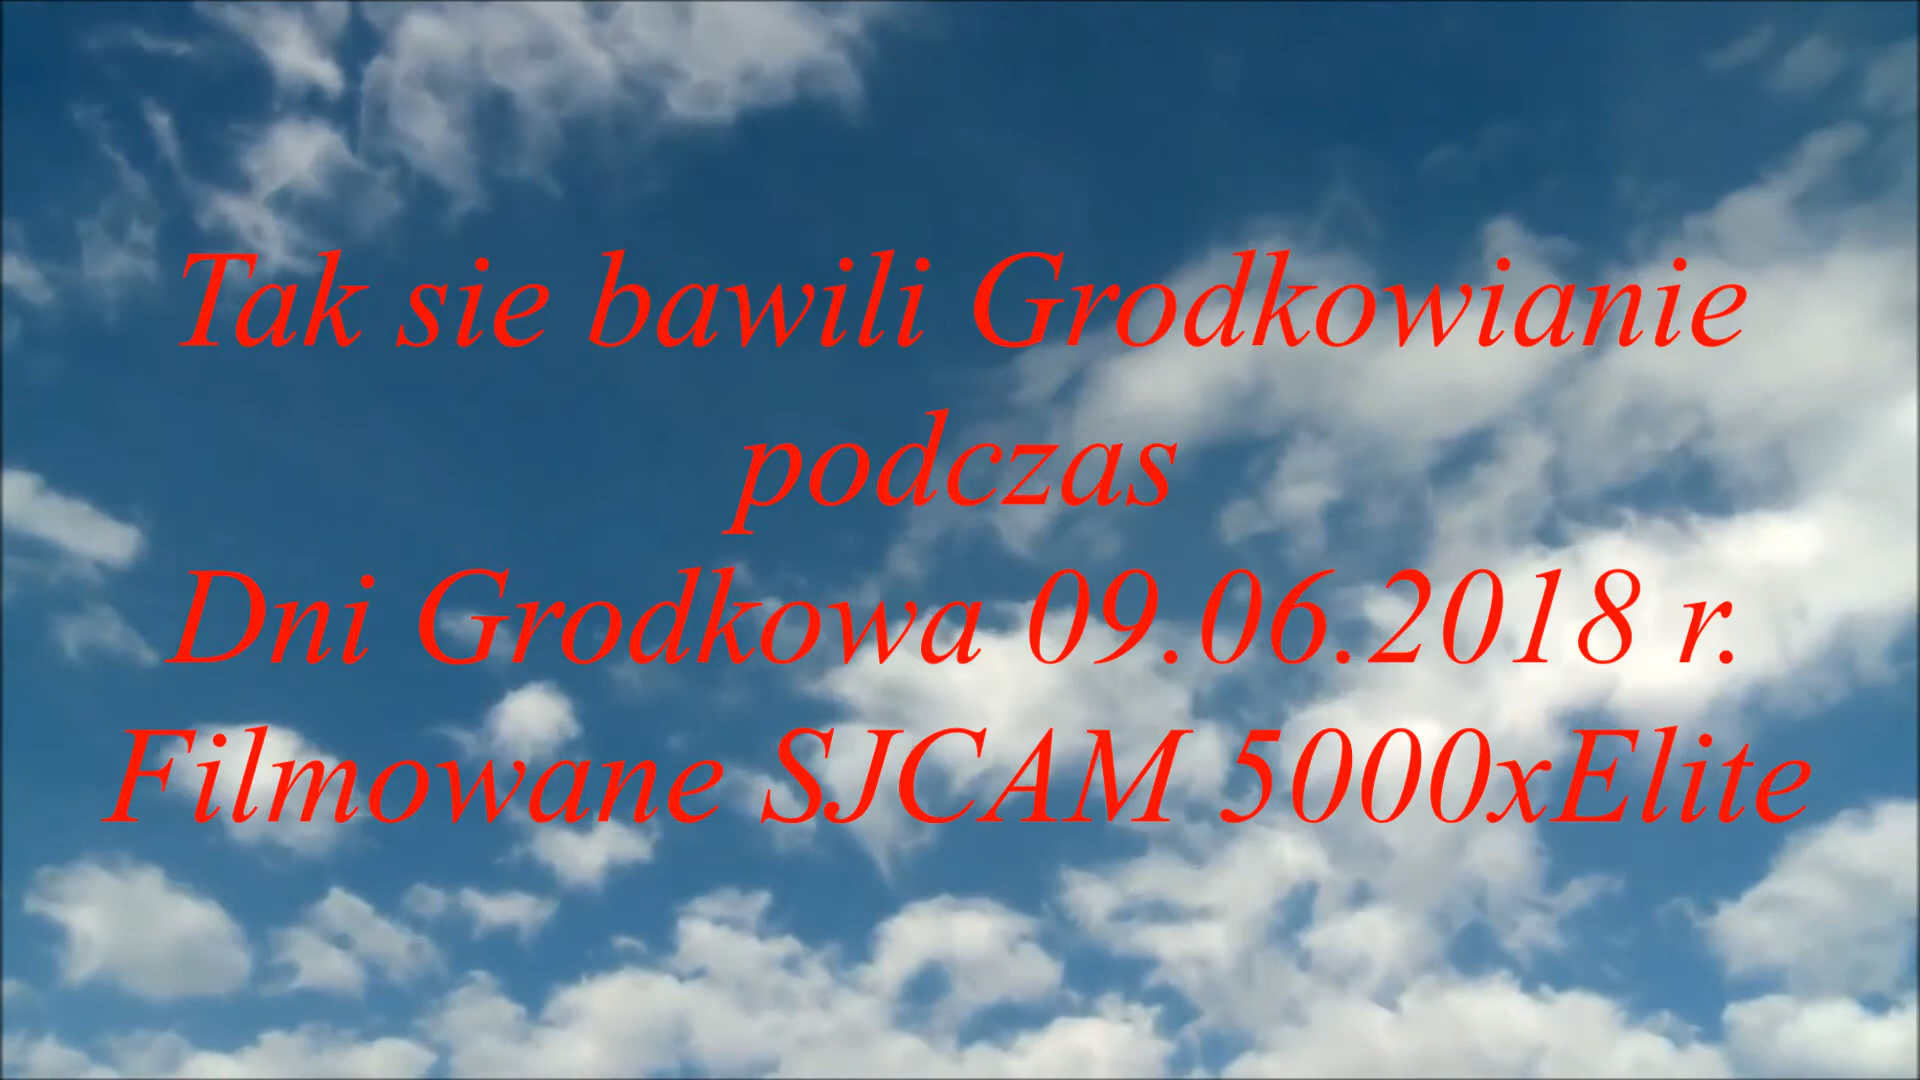 Tak sie bawili Grodkowianie
podczas
Dni Grodkowa 09.06.2018 r.
Filmowane SJCAM 5000xElite